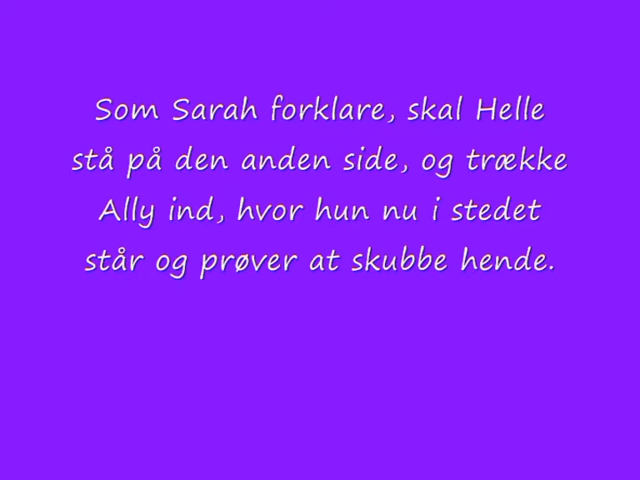 Som Sarah forklare, skal Helle
stå på den anden side, og trække
Ally ind, hvor hun nu i stedet
står og prøver at skubbe hende.